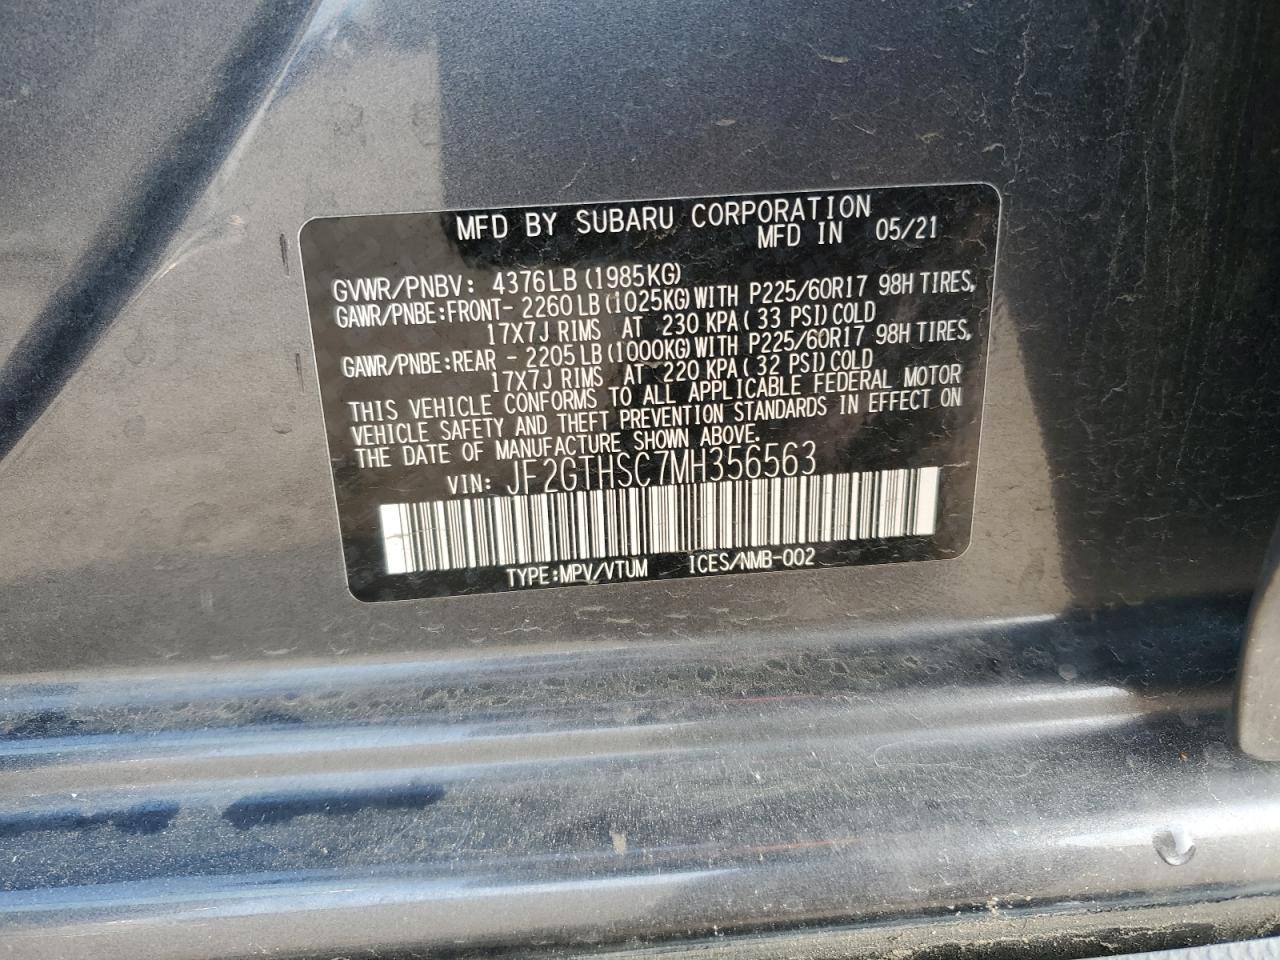 MFD BY SUBARU CORPORATION
MFD IN 05/21
GVWR/PNBV: 4376LB (1985KG)
GAWR/PNBE:FRONT- 2260 LB (1025KG) WITH P225/60R17 98H TIRES,
17X7J RIMS AT 230 KPA ( 33 PSI) COLD
GAWR/PNBE:REAR - 2205 LB (1000KG) WITH P225/60R17 98H TIRES,
17X7J RIMS AT 220 KPA ( 32 PSI) COLD
THIS VEHICLE CONFORMS TO ALL APPLICABLE FEDERAL MOTOR
VEHICLE SAFETY AND THEFT PREVENTION STANDARDS IN EFFECT ON
THE DATE OF MANUFACTURE SHOWN ABOVE.
VIN: JF2GTHSC7MH356563
TYPE:MPV/VTUM ICES/NMB-002